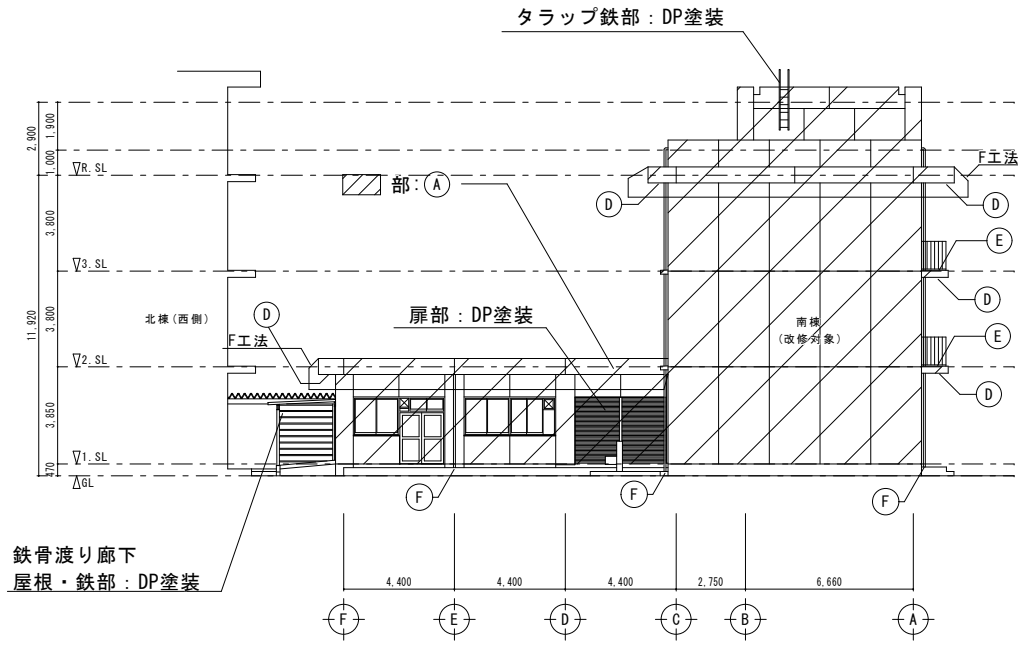 タラップ鉄部：DP塗装
2,900
1,900
1,000
▽R.SL
F工法
部：A
D
D
3,800
E
▽3.SL
D
11,920
3,800
北棟(西側)
D
扉部：DP塗装
南棟
(改修対象)
F工法
E
▽2.SL
D
3,850
▽1.SL
470
△GL
F
F
F
鉄骨渡り廊下
屋根・鉄部：DP塗装
4,400
4,400
4,400
2,750
6,660
F
E
D
C
B
A